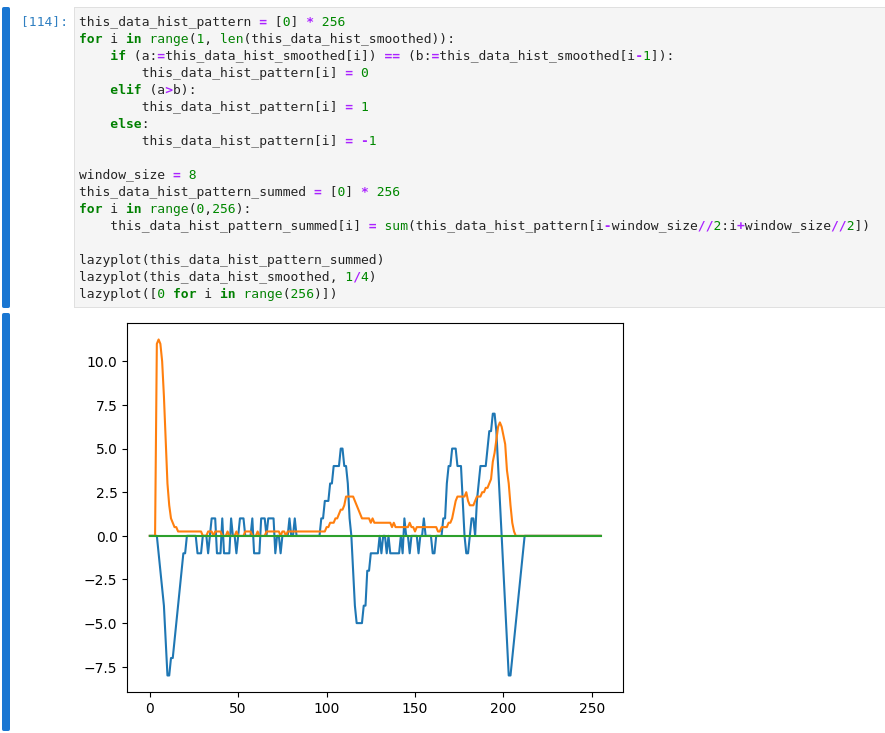 [114]: this_data_hist_pattern = [0] * 256
for i in range(1, len(this_data_hist_smoothed)):
    if (a:=this_data_hist_smoothed[i]) == (b:=this_data_hist_smoothed[i-1]):
        this_data_hist_pattern[i] = 0
    elif (a>b):
        this_data_hist_pattern[i] = 1
    else:
        this_data_hist_pattern[i] = -1

window_size = 8
this_data_hist_pattern_summed = [0] * 256
for i in range(0,256):
    this_data_hist_pattern_summed[i] = sum(this_data_hist_pattern[i-window_size//2:i+window_size//2])

lazyplot(this_data_hist_pattern_summed)
lazyplot(this_data_hist_smoothed, 1/4)
lazyplot([0 for i in range(256)])
10.0
7.5
5.0
2.5
0.0
−2.5
−5.0
−7.5
0 50 100 150 200 250